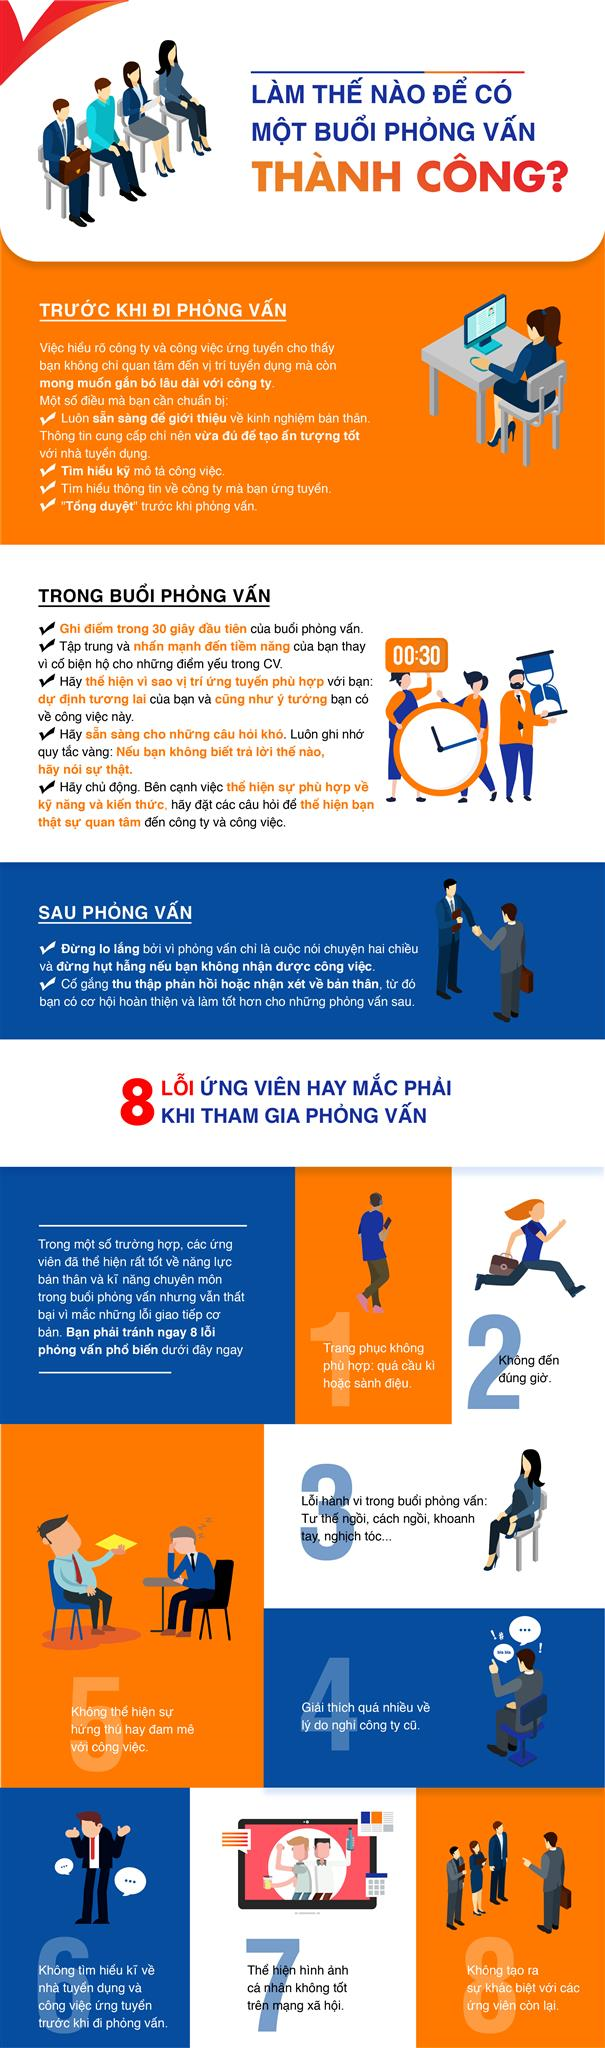 LÀM THẾ NÀO ĐỂ CÓ
MỘT BUỔI PHỎNG VẤN
THÀNH CÔNG?
TRƯỚC KHI ĐI PHỎNG VẤN
Việc hiểu rõ công ty và công việc ứng tuyển cho thấy
bạn không chỉ quan tâm đến vị trí tuyển dụng mà còn
mong muốn gắn bó lâu dài với công ty.
Một số điều mà bạn cần chuẩn bị:
Luôn sẵn sàng để giới thiệu về kinh nghiệm bản thân.
Thông tin cung cấp chỉ nên vừa đủ để tạo ấn tượng tốt
với nhà tuyển dụng.
Tìm hiểu kỹ mô tả công việc.
Tìm hiểu thông tin về công ty mà bạn ứng tuyển.
"Tổng duyệt" trước khi phỏng vấn.
TRONG BUỔI PHỎNG VẤN
Ghi điểm trong 30 giây đầu tiên của buổi phỏng vấn.
Tập trung và nhấn mạnh đến tiềm năng của bạn thay
vì cố biện hộ cho những điểm yếu trong CV.
Hãy thể hiện vì sao vị trí ứng tuyển phù hợp với bạn:
dự định tương lai của bạn và cũng như ý tưởng bạn có
về công việc này.
Hãy sẵn sàng cho những câu hỏi khó. Luôn ghi nhớ
quy tắc vàng: Nếu bạn không biết trả lời thế nào,
hãy nói sự thật.
Hãy chủ động. Bên cạnh việc thể hiện sự phù hợp về
kỹ năng và kiến thức, hãy đặt các câu hỏi để thể hiện bạn
thật sự quan tâm đến công ty và công việc.
00:30
SAU PHỎNG VẤN
Đừng lo lắng bởi vì phỏng vấn chỉ là cuộc nói chuyện hai chiều
và đừng hụt hẫng nếu bạn không nhận được công việc.
Cố gắng thu thập phản hồi hoặc nhận xét về bản thân, từ đó
bạn có cơ hội hoàn thiện và làm tốt hơn cho những phỏng vấn sau.
8 LỖI ỨNG VIÊN HAY MẮC PHẢI
KHI THAM GIA PHỎNG VẤN
Trong một số trường hợp, các ứng
viên đã thể hiện rất tốt về năng lực
bản thân và kĩ năng chuyên môn
trong buổi phỏng vấn nhưng vẫn thất
bại vì mắc những lỗi giao tiếp cơ
bản. Bạn phải tránh ngay 8 lỗi
phỏng vấn phổ biến dưới đây ngay
1
Trang phục không
phù hợp: quá cầu kì
hoặc sành điệu.
2
Không đến
đúng giờ.
3
Lỗi hành vi trong buổi phỏng vấn:
Tư thế ngồi, cách ngồi, khoanh
tay, nghịch tóc...
4
Giải thích quá nhiều về
lý do nghỉ công ty cũ.
bla bla
5
Không thể hiện sự
hứng thú hay đam mê
với công việc.
6
Không tìm hiểu kĩ về
nhà tuyển dụng và
công việc ứng tuyển
trước khi đi phỏng vấn.
7
Thể hiện hình ảnh
cá nhân không tốt
trên mạng xã hội.
8
Không tạo ra
sự khác biệt với các
ứng viên còn lại.